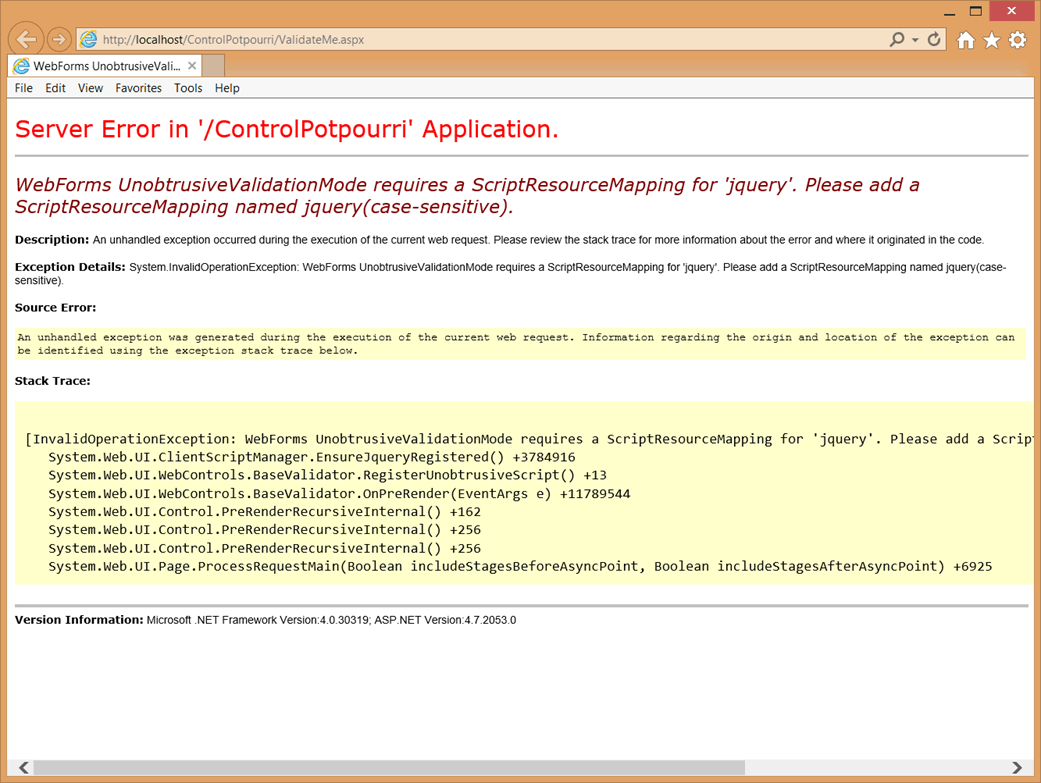 http://localhost/ControlPotpourri/ValidateMe.aspx
WebForms UnobtrusiveVali...
File Edit View Favorites Tools Help
Server Error in '/ControlPotpourri' Application.
WebForms UnobtrusiveValidationMode requires a ScriptResourceMapping for 'jquery'. Please add a
ScriptResourceMapping named jquery(case-sensitive).
Description: An unhandled exception occurred during the execution of the current web request. Please review the stack trace for more information about the error and where it originated in the code.
Exception Details: System.InvalidOperationException: WebForms UnobtrusiveValidationMode requires a ScriptResourceMapping for 'jquery'. Please add a ScriptResourceMapping named jquery(case-
sensitive).
Source Error:
An unhandled exception was generated during the execution of the current web request. Information regarding the origin and location of the exception can
be identified using the exception stack trace below.
Stack Trace:
[InvalidOperationException: WebForms UnobtrusiveValidationMode requires a ScriptResourceMapping for 'jquery'. Please add a Scrip
System.Web.UI.ClientScriptManager.EnsureJqueryRegistered() +3784916
System.Web.UI.WebControls.BaseValidator.RegisterUnobtrusiveScript() +13
System.Web.UI.WebControls.BaseValidator.OnPreRender(EventArgs e) +11789544
System.Web.UI.Control.PreRenderRecursiveInternal() +162
System.Web.UI.Control.PreRenderRecursiveInternal() +256
System.Web.UI.Control.PreRenderRecursiveInternal() +256
System.Web.UI.Page.ProcessRequestMain(Boolean includeStagesBeforeAsyncPoint, Boolean includeStagesAfterAsyncPoint) +6925
Version Information: Microsoft .NET Framework Version:4.0.30319; ASP.NET Version:4.7.2053.0